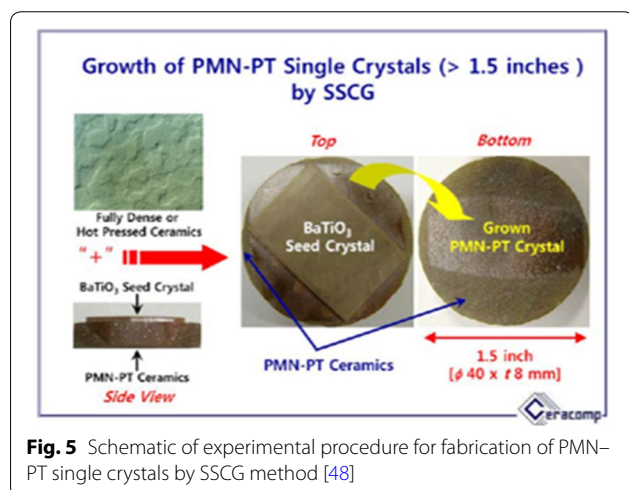 Growth of PMN-PT Single Crystals (> 1.5 inches )
by SSCG
Top
Bottom
Fully Dense or
Hot Pressed Ceramics
"+"
BaTiO₃ Seed Crystal
PMN-PT Ceramics
Side View
BaTiO₃
Seed Crystal
Grown
PMN-PT Crystal
PMN-PT Ceramics
1.5 inch
[ϕ 40 x t 8 mm]
Ceracomp
Fig. 5 Schematic of experimental procedure for fabrication of PMN–
PT single crystals by SSCG method [48]